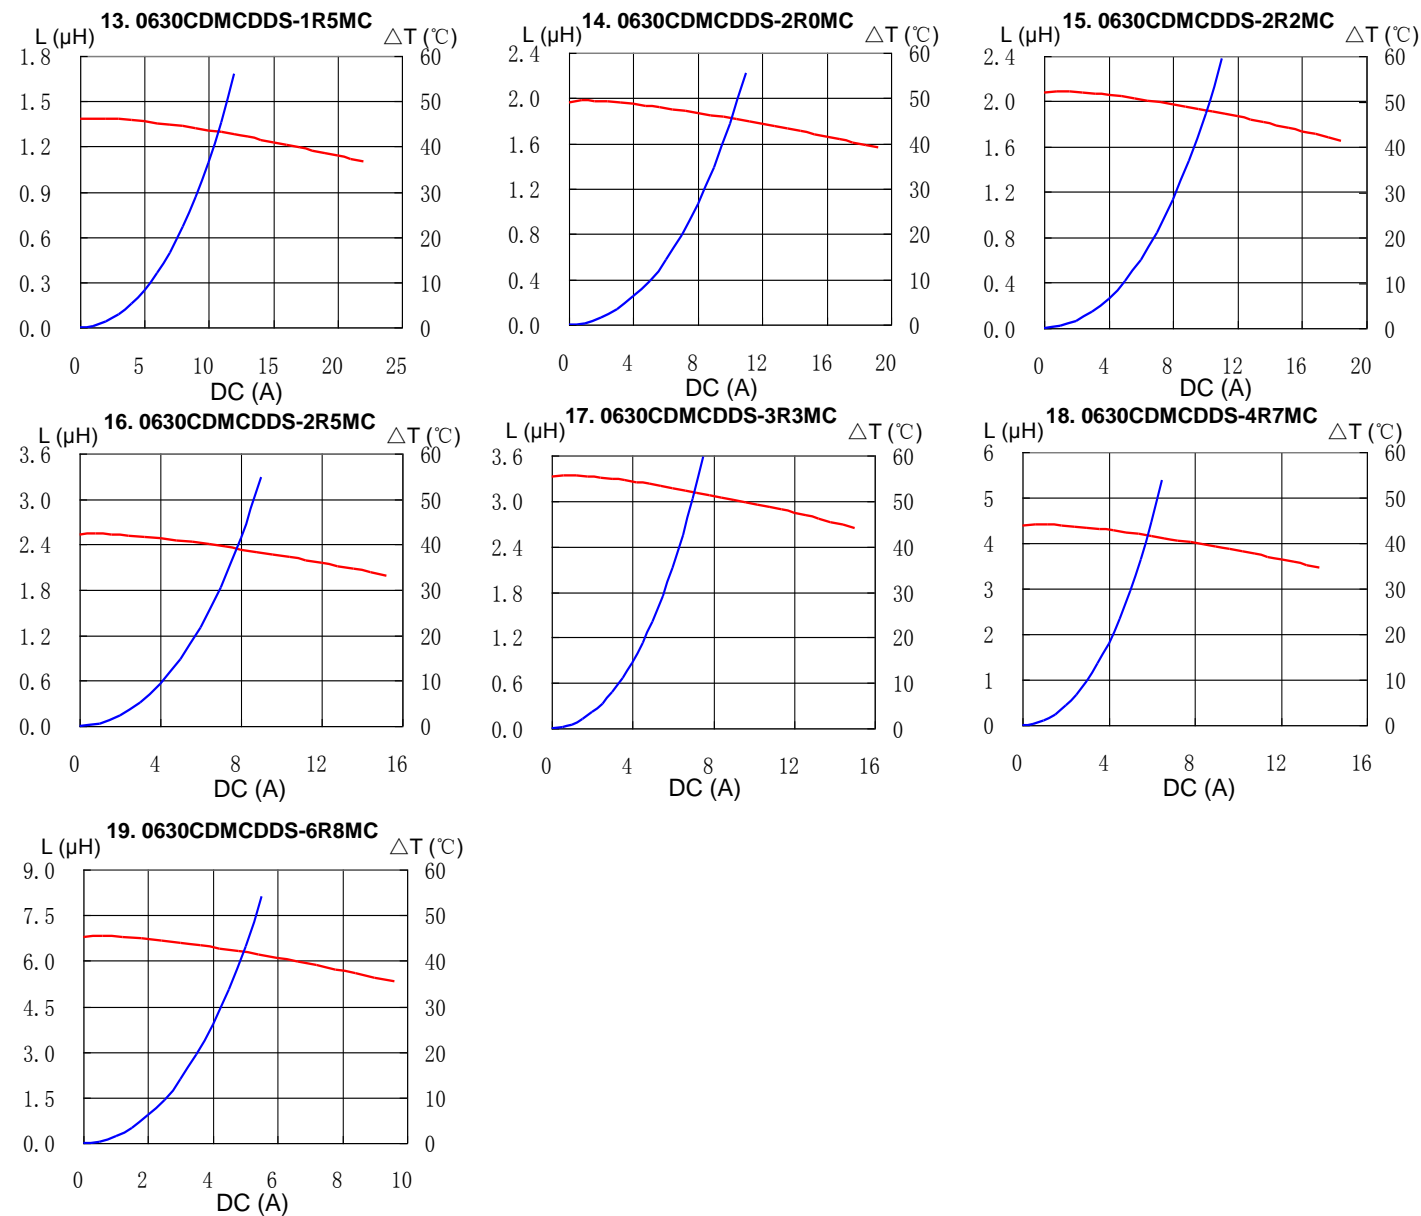 13. 0630CDMCDDS-1R5MC
L (µH) △T (℃)
1.8 60
1.5 50
1.2 40
0.9 30
0.6 20
0.3 10
0.0 0
0 5 10 15 20 25
DC (A)
14. 0630CDMCDDS-2R0MC
L (µH) △T (℃)
2.4 60
2.0 50
1.6 40
1.2 30
0.8 20
0.4 10
0.0 0
0 4 8 12 16 20
DC (A)
15. 0630CDMCDDS-2R2MC
L (µH) △T (℃)
2.4 60
2.0 50
1.6 40
1.2 30
0.8 20
0.4 10
0.0 0
0 4 8 12 16 20
DC (A)
16. 0630CDMCDDS-2R5MC
L (µH) △T (℃)
3.6 60
3.0 50
2.4 40
1.8 30
1.2 20
0.6 10
0.0 0
0 4 8 12 16
DC (A)
17. 0630CDMCDDS-3R3MC
L (µH) △T (℃)
3.6 60
3.0 50
2.4 40
1.8 30
1.2 20
0.6 10
0.0 0
0 4 8 12 16
DC (A)
18. 0630CDMCDDS-4R7MC
L (µH) △T (℃)
6 60
5 50
4 40
3 30
2 20
1 10
0 0
0 4 8 12 16
DC (A)
19. 0630CDMCDDS-6R8MC
L (µH) △T (℃)
9.0 60
7.5 50
6.0 40
4.5 30
3.0 20
1.5 10
0.0 0
0 2 4 6 8 10
DC (A)